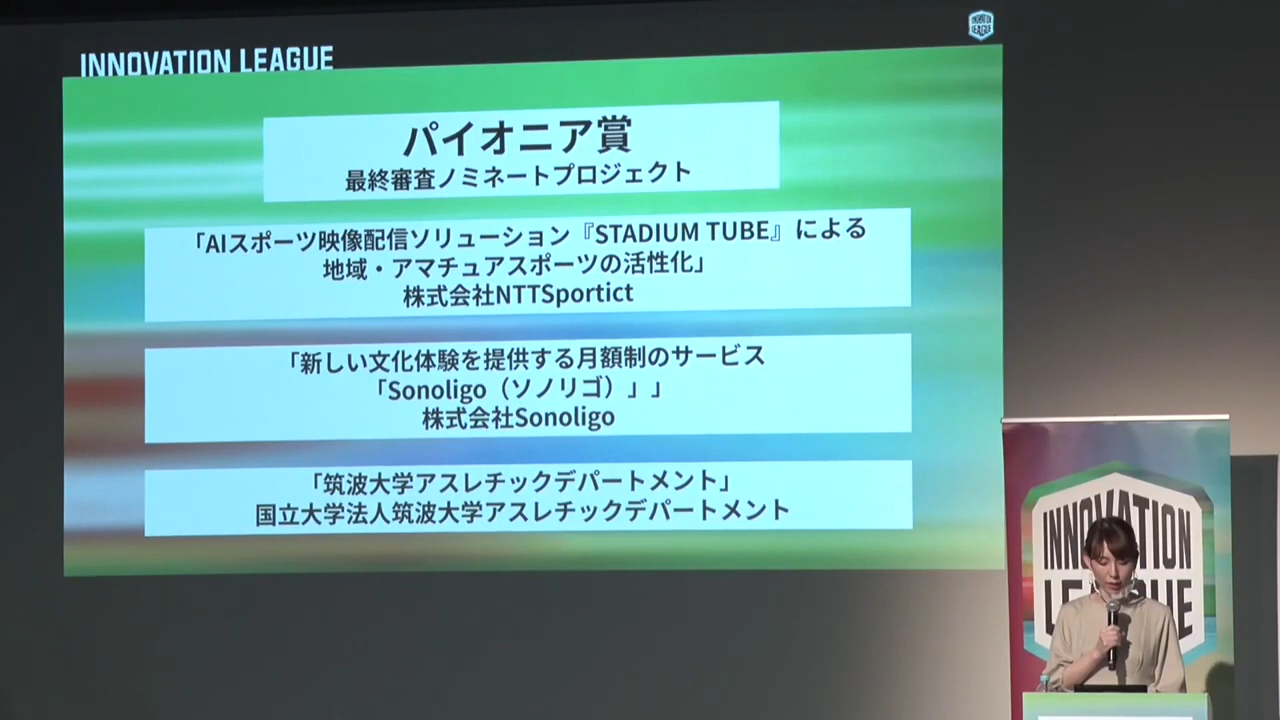 INNOVATION LEAGUE
INNOVATION
LEAGUE
パイオニア賞
最終審査ノミネートプロジェクト
「AIスポーツ映像配信ソリューション『STADIUM TUBE』による
地域・アマチュアスポーツの活性化」
株式会社NTTSportict
「新しい文化体験を提供する月額制のサービス
「Sonoligo（ソノリゴ）」」
株式会社Sonoligo
「筑波大学アスレチックデパートメント」
国立大学法人筑波大学アスレチックデパートメント
INNOVATION
LEAGUE